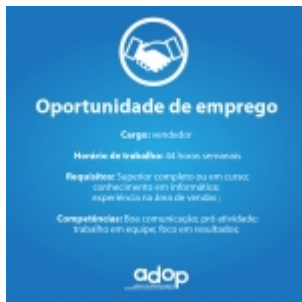 Oportunidade de emprego
Cargo: vendedor
Horário de trabalho: 44 horas semanais
Requisitos: Superior completo ou em curso;
conhecimento em informática;
experiência na área de vendas ;
Competências: Boa comunicação; pró atividade;
trabalho em equipe; foco em resultados;
adop